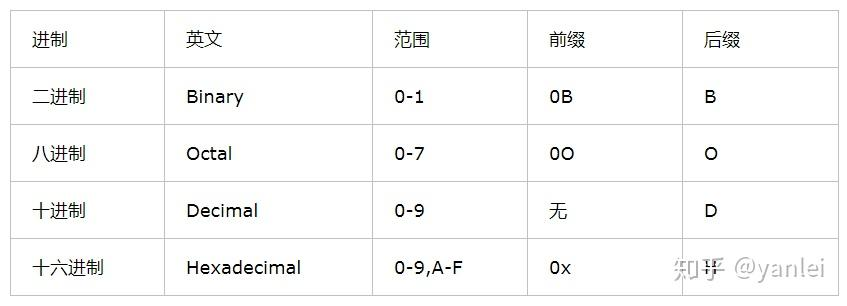 进制 英文 范围 前缀 后缀
二进制 Binary 0-1 0B B
八进制 Octal 0-7 0O O
十进制 Decimal 0-9 无 D
十六进制 Hexadecimal 0-9,A-F 0x H
知乎 @yanlei